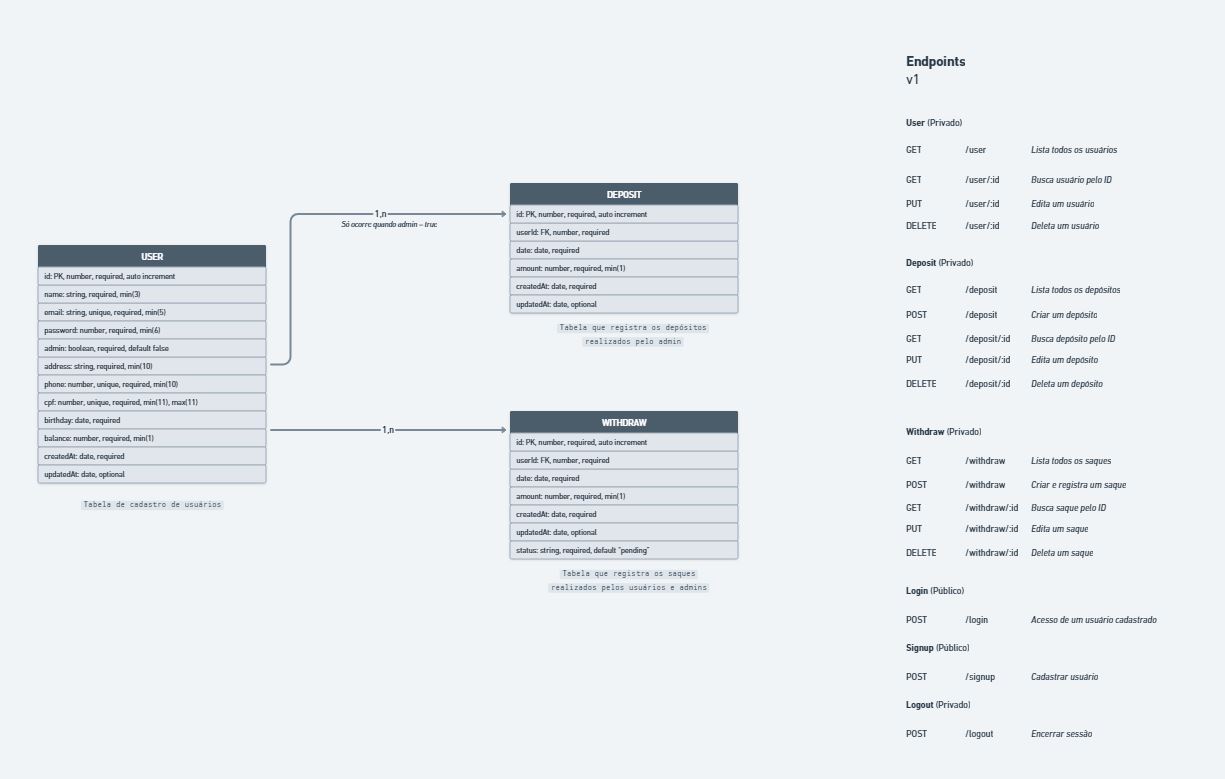 USER
id: PK, number, required, auto increment
name: string, required, min(3)
email: string, unique, required, min(5)
password: number, required, min(6)
admin: boolean, required, default false
address: string, required, min(10)
phone: number, unique, required, min(10)
cpf: number, unique, required, min(11), max(11)
birthday: date, required
balance: number, required, min(1)
createdAt: date, required
updatedAt: date, optional
Tabela de cadastro de usuários
1,n
Só ocorre quando admin = true
1,n
DEPOSIT
id: PK, number, required, auto increment
userId: FK, number, required
date: date, required
amount: number, required, min(1)
createdAt: date, required
updatedAt: date, optional
Tabela que registra os depósitos
realizados pelo admin
WITHDRAW
id: PK, number, required, auto increment
userId: FK, number, required
date: date, required
amount: number, required, min(1)
createdAt: date, required
updatedAt: date, optional
status: string, required, default "pending"
Tabela que registra os saques
realizados pelos usuários e admins
Endpoints
v1
User (Privado)
GET /user Lista todos os usuários
GET /user/:id Busca usuário pelo ID
PUT /user/:id Edita um usuário
DELETE /user/:id Deleta um usuário
Deposit (Privado)
GET /deposit Lista todos os depósitos
POST /deposit Criar um depósito
GET /deposit/:id Busca depósito pelo ID
PUT /deposit/:id Edita um depósito
DELETE /deposit/:id Deleta um depósito
Withdraw (Privado)
GET /withdraw Lista todos os saques
POST /withdraw Criar e registra um saque
GET /withdraw/:id Busca saque pelo ID
PUT /withdraw/:id Edita um saque
DELETE /withdraw/:id Deleta um saque
Login (Público)
POST /login Acesso de um usuário cadastrado
Signup (Público)
POST /signup Cadastrar usuário
Logout (Privado)
POST /logout Encerrar sessão